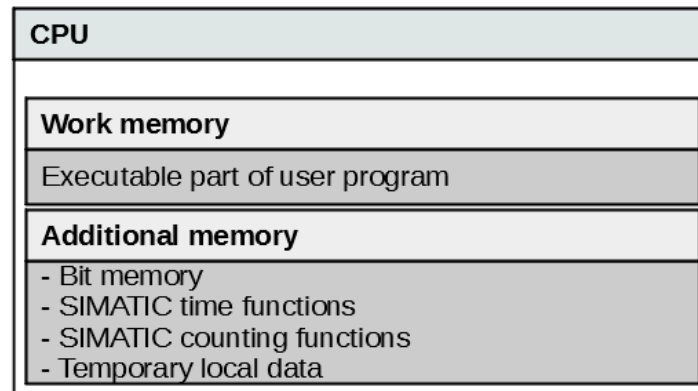 CPU
Work memory
Executable part of user program
Additional memory
- Bit memory
- SIMATIC time functions
- SIMATIC counting functions
- Temporary local data